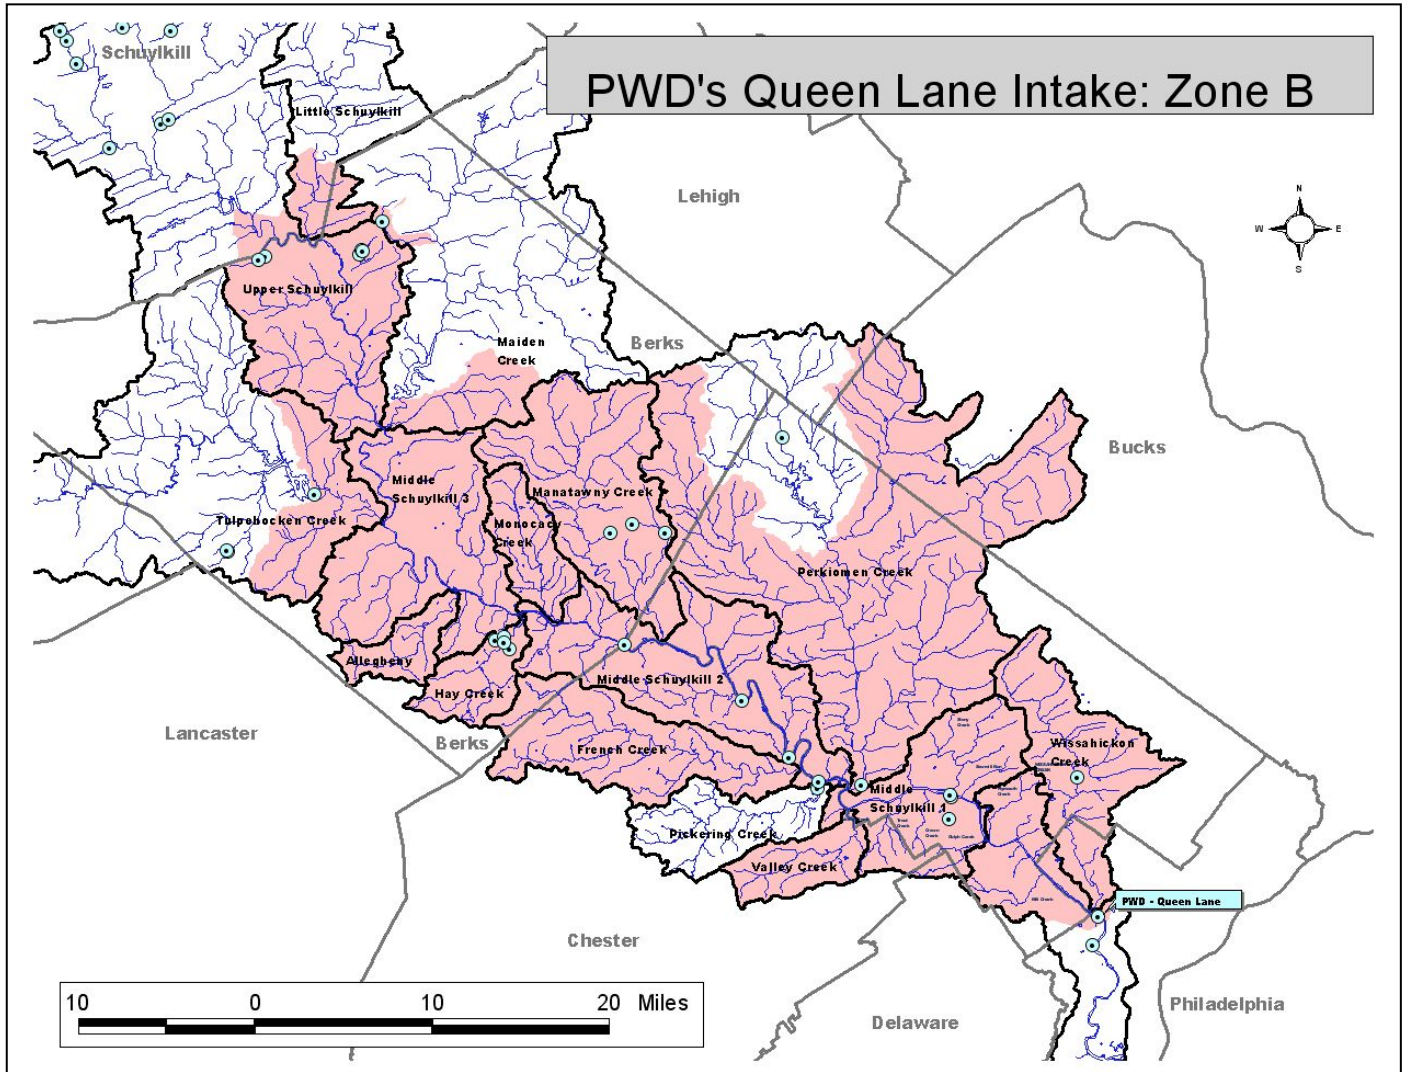 Schuylkill
PWD's Queen Lane Intake: Zone B
Little Schuylkill
Lehigh
N
W
E
S
Upper Schuylkill
Maiden
Creek
Berks
Bucks
Middle
Schuylkill 3
Manatawny Creek
Tulpehocken Creek
Monocacy
Creek
Perkiomen Creek
Allegheny
Hay Creek
Middle Schuylkill 2
Lancaster
Berks
French Creek
Wissahickon
Creek
Middle
Schuylkill 1
Pickering Creek
Valley Creek
PWD - Queen Lane
Chester
10 0 10 20 Miles
Delaware
Philadelphia